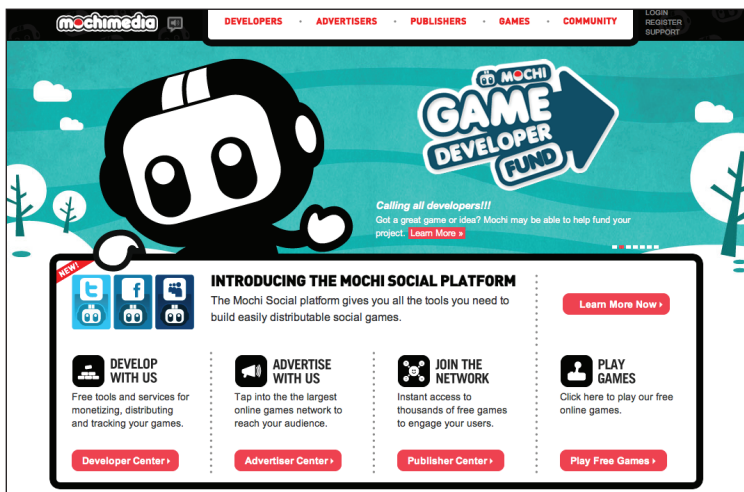 mochimedia
DEVELOPERS · ADVERTISERS · PUBLISHERS · GAMES · COMMUNITY
LOGIN
REGISTER
SUPPORT
MOCHI
GAME
DEVELOPER
FUND
Calling all developers!!!
Got a great game or idea? Mochi may be able to help fund your
project. Learn More »
NEW!
INTRODUCING THE MOCHI SOCIAL PLATFORM
The Mochi Social platform gives you all the tools you need to
build easily distributable social games.
Learn More Now ›
DEVELOP
WITH US
Free tools and services for
monetizing, distributing
and tracking your games.
Developer Center ›
ADVERTISE
WITH US
Tap into the the largest
online games network to
reach your audience.
Advertiser Center ›
JOIN THE
NETWORK
Instant access to
thousands of free games
to engage your users.
Publisher Center ›
PLAY
GAMES
Click here to play our free
online games.
Play Free Games ›